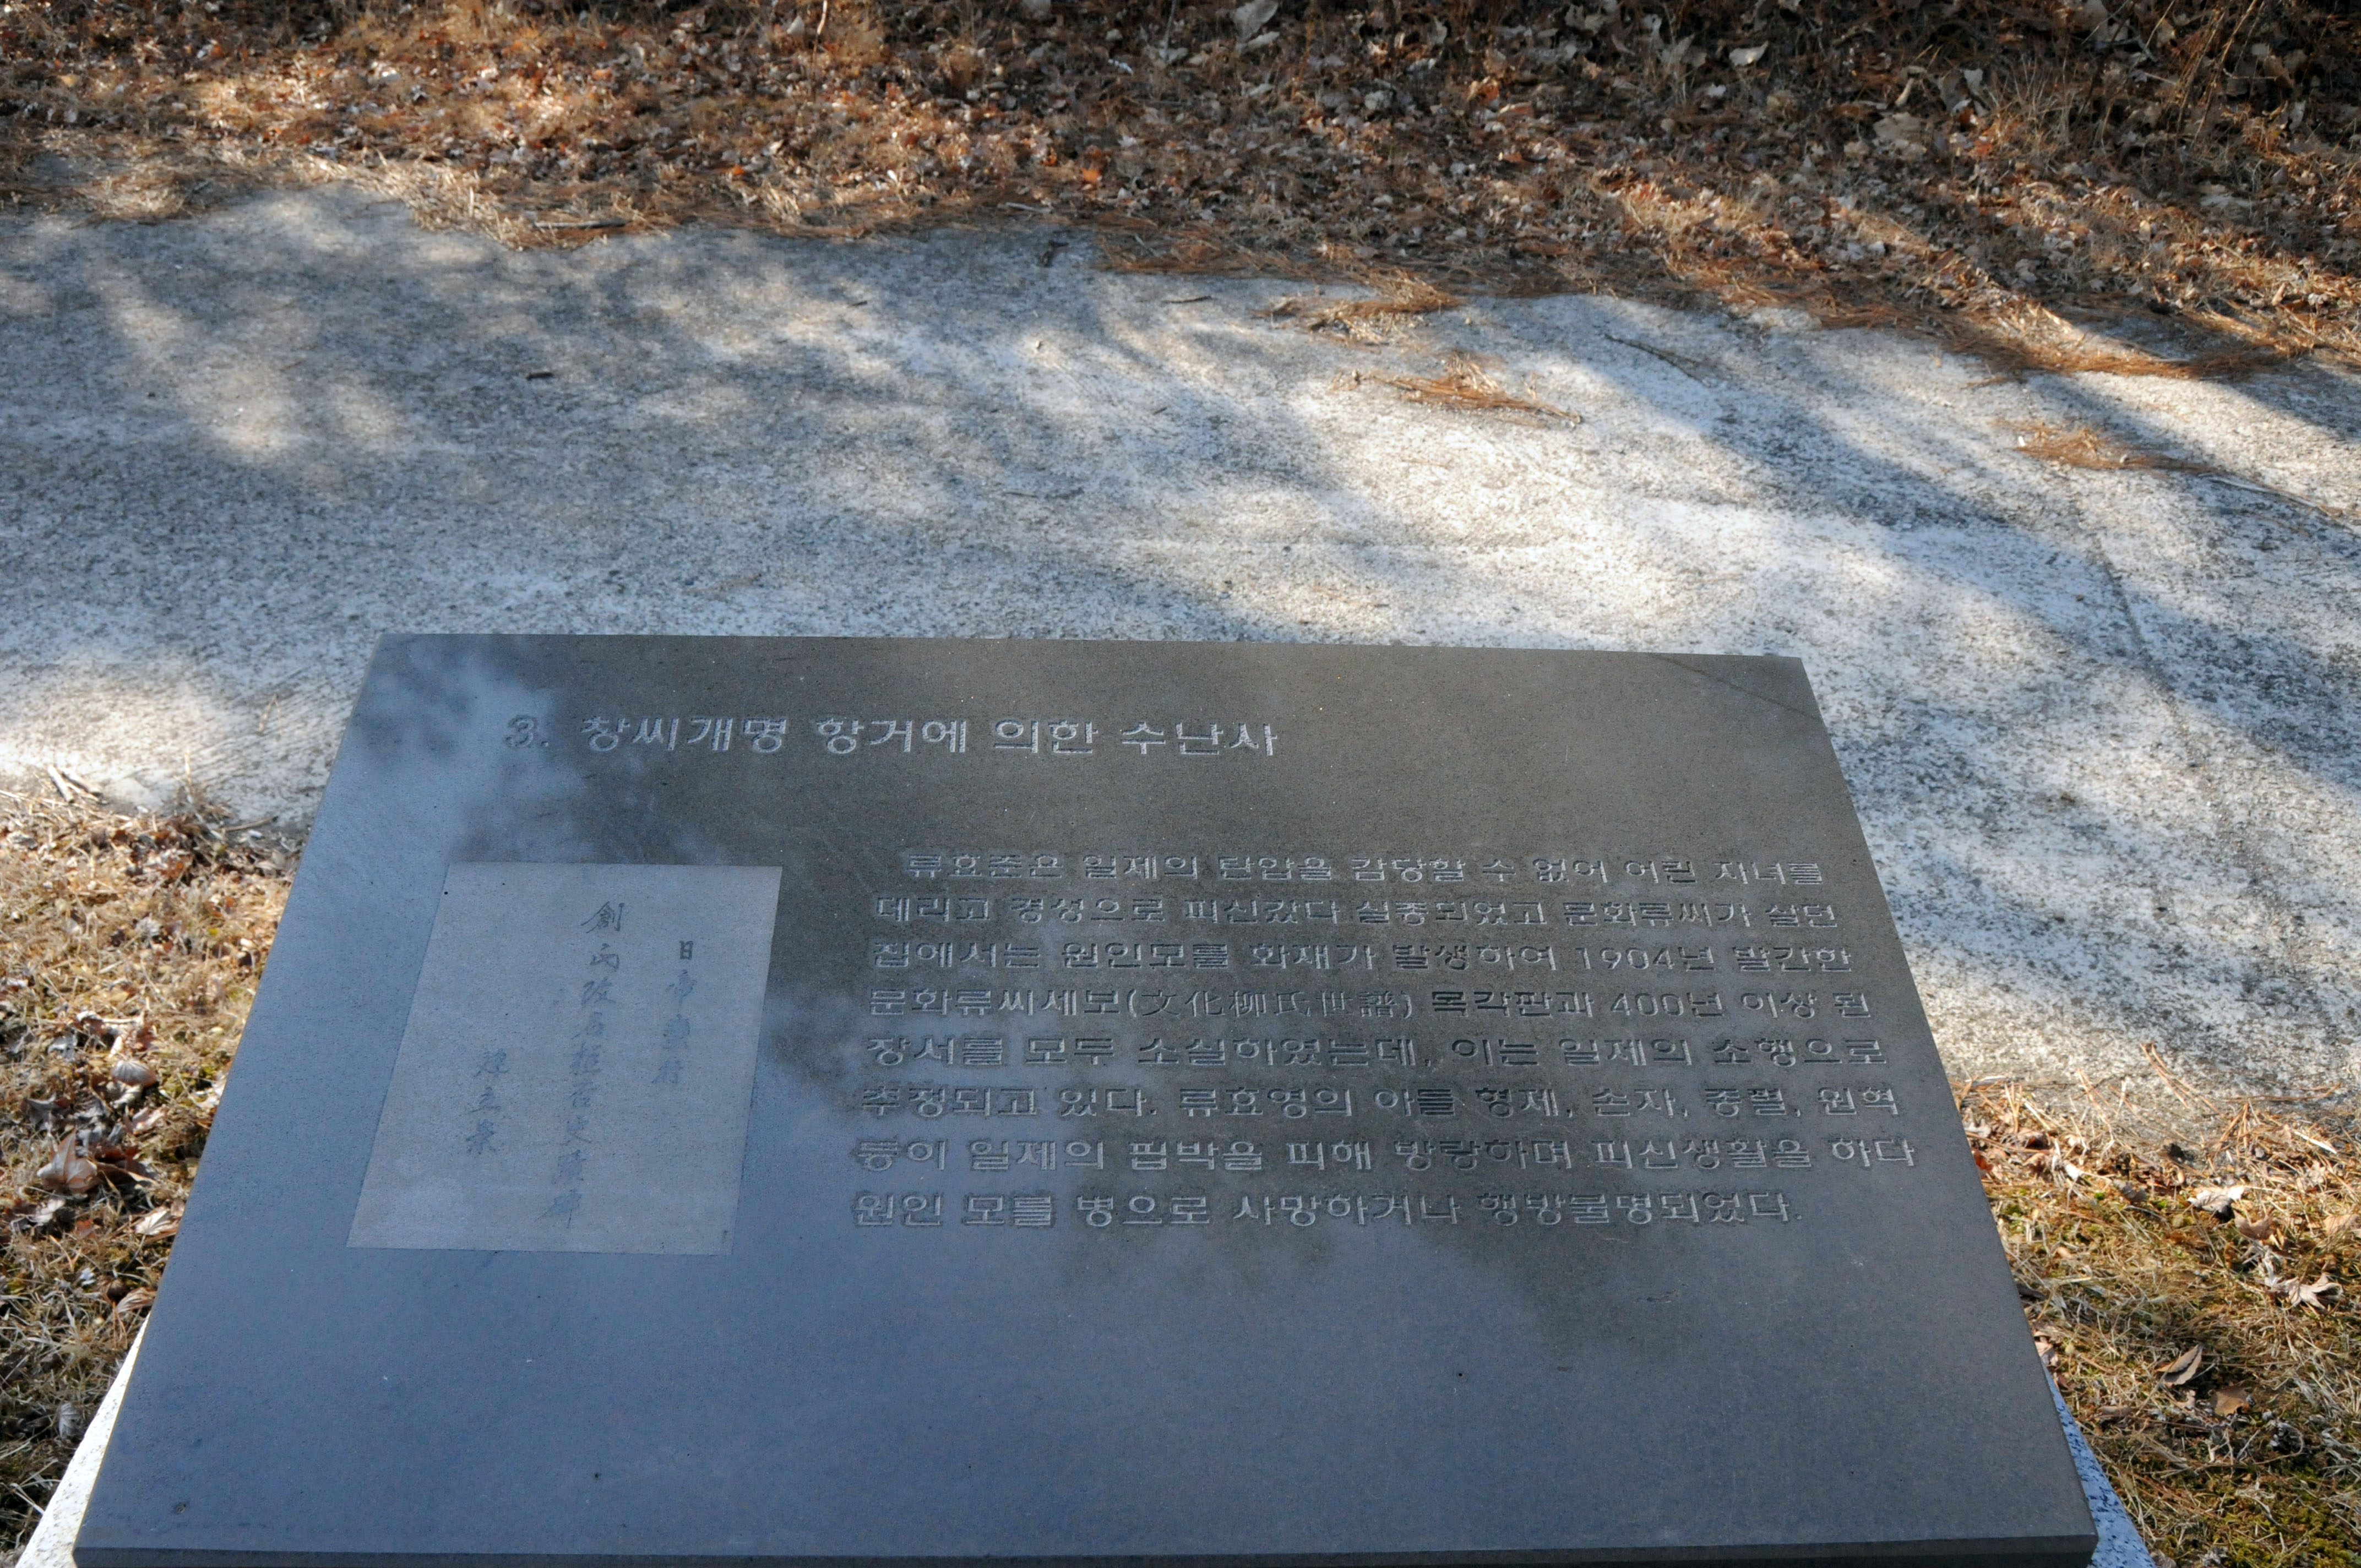 3. 창씨개명 항거에 의한 수난사
류효준은 일제의 탄압을 감당할 수 없어 어린 자녀를
데리고 경성으로 피신갔다 실종되었고 문화류씨가 살던
집에서는 원인모를 화재가 발생하여 1904년 발간한
문화류씨세보(文化柳氏世譜) 목각판과 400년 이상 된
장서를 모두 소실하였는데, 이는 일제의 소행으로
추정되고 있다. 류효영의 아들 형제, 손자, 종렬, 원혁
등이 일제의 핍박을 피해 방랑하며 피신생활을 하다
원인 모를 병으로 사망하거나 행방불명되었다.
日帝
創 改名拒否史 碑
建立